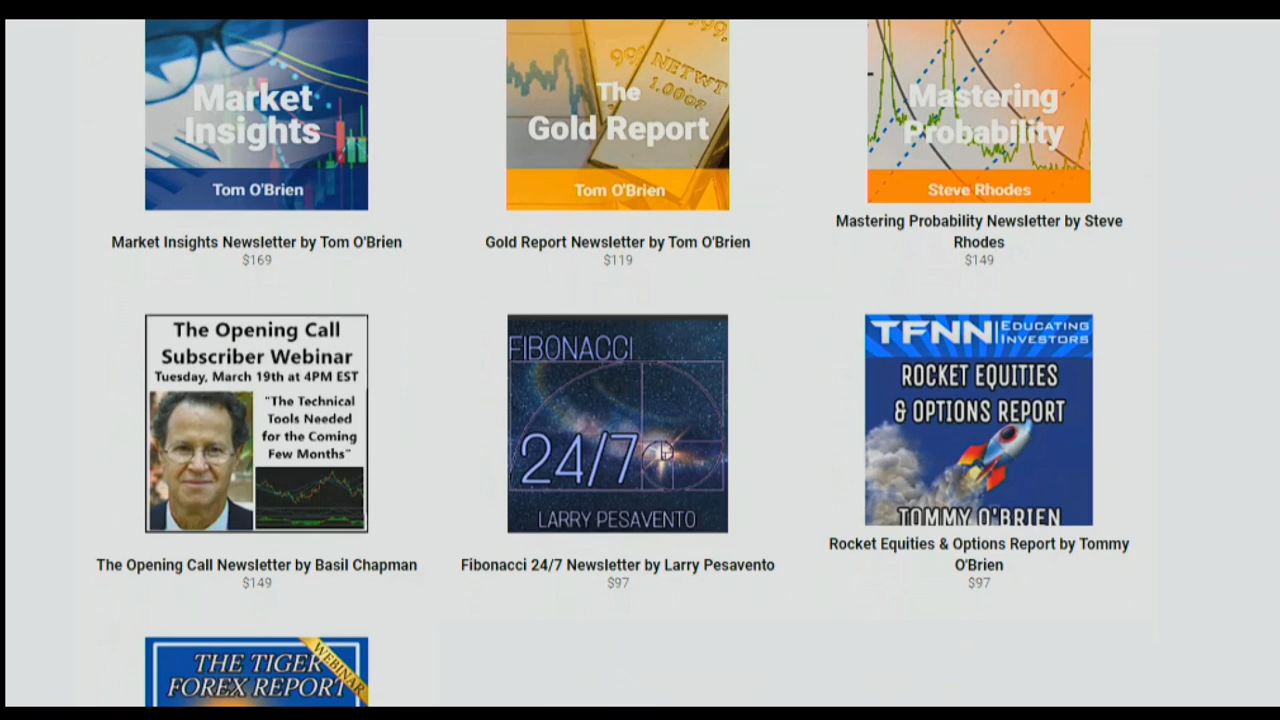 Market
Insights
Tom O'Brien
Market Insights Newsletter by Tom O'Brien
$169
999.
99
NETWT
1.00oz
The
Gold Report
Tom O'Brien
Gold Report Newsletter by Tom O'Brien
$119
Mastering
Probability
Steve Rhodes
Mastering Probability Newsletter by Steve
Rhodes
$149
The Opening Call
Subscriber Webinar
Tuesday, March 19th at 4PM EST
"The Technical
Tools Needed
for the Coming
Few Months"
The Opening Call Newsletter by Basil Chapman
$149
FIBONACCI
24/7
LARRY PESAVENTO
Fibonacci 24/7 Newsletter by Larry Pesavento
$97
TFNN EDUCATING
INVESTORS
ROCKET EQUITIES
& OPTIONS REPORT
TOMMY O'BRIEN
Rocket Equities & Options Report by Tommy
O'Brien
$97
THE TIGER
FOREX REPORT
WEBINAR